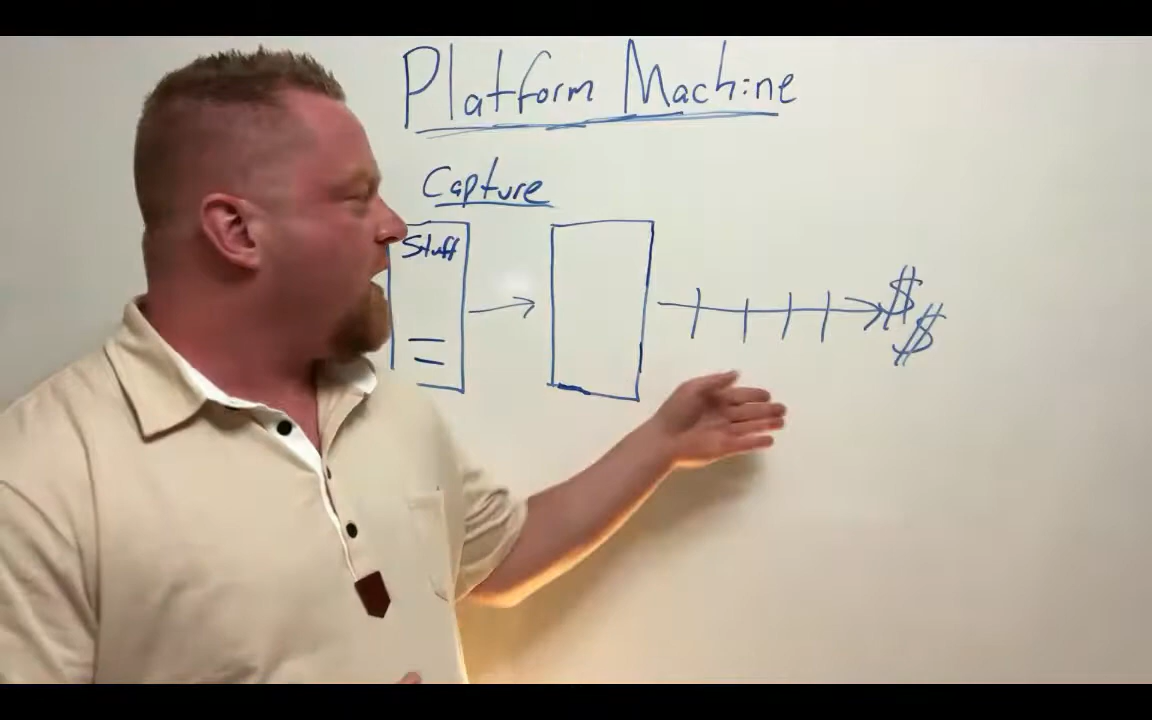 Platform Machine
Capture
Stuff
$
$